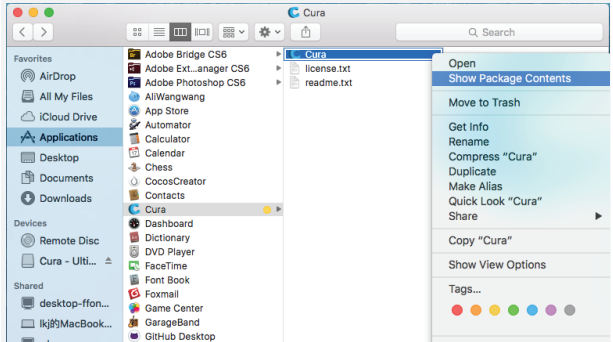 Cura
Search
Favorites
AirDrop
All My Files
iCloud Drive
Applications
Desktop
Documents
Downloads
Devices
Remote Disc
Cura - Ulti...
Shared
desktop-ffon...
lkj的MacBook...
Adobe Bridge CS6
Adobe Ext...anager CS6
Adobe Photoshop CS6
AliWangwang
App Store
Automator
Calculator
Calendar
Chess
CocosCreator
Contacts
Cura
Dashboard
Dictionary
DVD Player
FaceTime
Font Book
Foxmail
Game Center
GarageBand
GitHub Desktop
Cura
license.txt
readme.txt
Open
Show Package Contents
Move to Trash
Get Info
Rename
Compress “Cura”
Duplicate
Make Alias
Quick Look “Cura”
Share
Copy “Cura”
Show View Options
Tags...